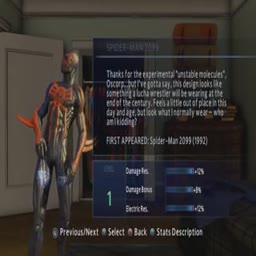 SPIDER-MAN 2099
Thanks for the experimental "unstable molecules",
Oscorp, but I've gotta say, this design looks like
something a lucha wrestler will be wearing at the
end of the century. Feels a little out of place in this
day and age, but look what I normally wear - who
am I kidding?
FIRST APPEARED: Spider-Man 2099 (1992)
LEVEL
1
Damage Res. +12%
Damage Bonus +8%
Electric Res. +12%
Previous/Next Select Back Stats Description